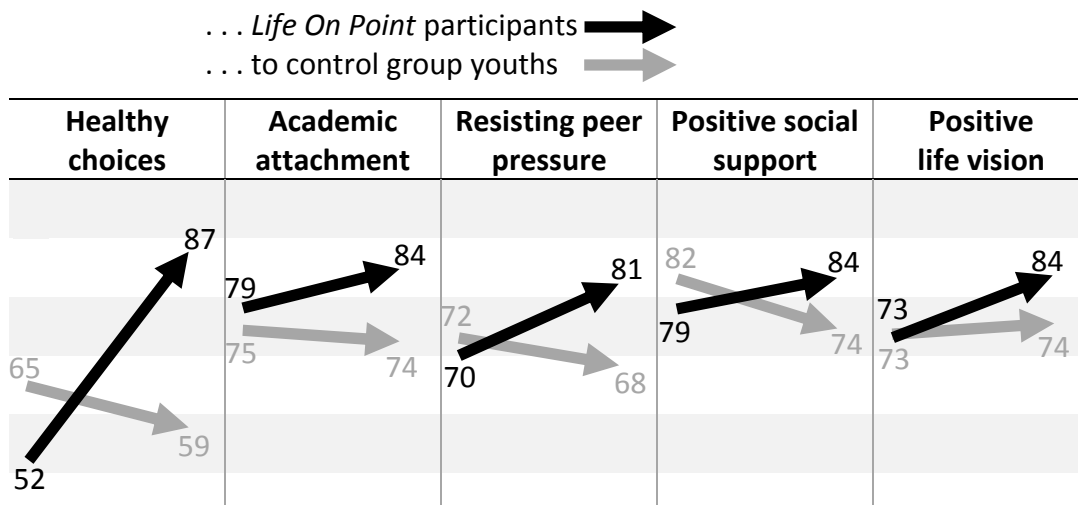 . . . Life On Point participants
. . . to control group youths
Healthy choices
Academic attachment
Resisting peer pressure
Positive social support
Positive life vision
52
87
65
59
79
84
75
74
70
81
72
68
79
84
82
74
73
84
73
74